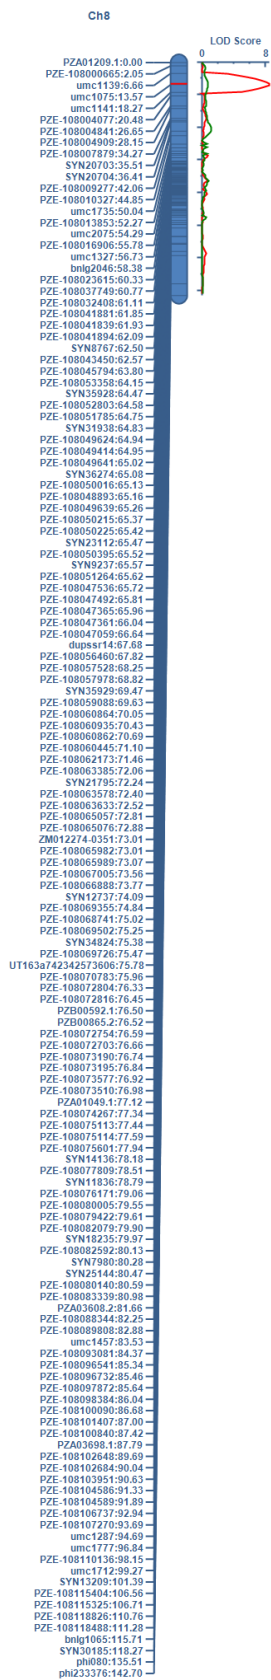 Ch8
LOD Score
0 8
PZA01209.1:0.00
PZE-108000665:2.05
umc1139:6.66
umc1075:13.57
umc1141:18.27
PZE-108004077:20.48
PZE-108004841:26.65
PZE-108004909:28.15
PZE-108007879:34.27
SYN20703:35.51
SYN20704:36.41
PZE-108009277:42.06
PZE-108010327:44.85
umc1735:50.04
PZE-108013853:52.27
umc2075:54.29
PZE-108016906:55.78
umc1327:56.73
bnlg2046:58.38
PZE-108023615:60.33
PZE-108037749:60.77
PZE-108032408:61.11
PZE-108041881:61.85
PZE-108041839:61.93
PZE-108041894:62.09
SYN8767:62.50
PZE-108043450:62.57
PZE-108045794:63.80
PZE-108053358:64.15
SYN35928:64.47
PZE-108052803:64.58
PZE-108051785:64.75
SYN31938:64.83
PZE-108049624:64.94
PZE-108049414:64.95
PZE-108049641:65.02
SYN36274:65.08
PZE-108050016:65.13
PZE-108048893:65.16
PZE-108049639:65.26
PZE-108050215:65.37
PZE-108050225:65.42
SYN23112:65.47
PZE-108050395:65.52
SYN9237:65.57
PZE-108051264:65.62
PZE-108047536:65.72
PZE-108047492:65.81
PZE-108047365:65.96
PZE-108047361:66.04
PZE-108047059:66.64
dupssr14:67.68
PZE-108056460:67.82
PZE-108057528:68.25
PZE-108057978:68.82
SYN35929:69.47
PZE-108059088:69.63
PZE-108060864:70.05
PZE-108060935:70.43
PZE-108060862:70.69
PZE-108060445:71.10
PZE-108062173:71.46
PZE-108063385:72.06
SYN21795:72.24
PZE-108063578:72.40
PZE-108063633:72.52
PZE-108065057:72.81
PZE-108065076:72.88
ZM012274-0351:73.01
PZE-108065982:73.01
PZE-108065989:73.07
PZE-108067005:73.56
PZE-108066888:73.77
SYN12737:74.09
PZE-108069355:74.84
PZE-108068741:75.02
PZE-108069502:75.25
SYN34824:75.38
PZE-108069726:75.47
UT163a742342573606:75.78
PZE-108070783:75.96
PZE-108072804:76.33
PZE-108072816:76.45
PZB00592.1:76.50
PZB00865.2:76.52
PZE-108072754:76.59
PZE-108072703:76.66
PZE-108073190:76.74
PZE-108073195:76.84
PZE-108073577:76.92
PZE-108073510:76.98
PZA01049.1:77.12
PZE-108074267:77.34
PZE-108075113:77.44
PZE-108075114:77.59
PZE-108075601:77.94
SYN14136:78.18
PZE-108077809:78.51
SYN11836:78.79
PZE-108076171:79.06
PZE-108080005:79.55
PZE-108079422:79.61
PZE-108082079:79.90
SYN18235:79.97
PZE-108082592:80.13
SYN7980:80.28
SYN25144:80.47
PZE-108080140:80.59
PZE-108083339:80.98
PZA03608.2:81.66
PZE-108088344:82.25
PZE-108089808:82.88
umc1457:83.53
PZE-108093081:84.37
PZE-108096541:85.34
PZE-108096732:85.46
PZE-108097872:85.64
PZE-108098384:86.04
PZE-108100090:86.68
PZE-108101407:87.00
PZE-108100840:87.42
PZA03698.1:87.79
PZE-108102648:89.69
PZE-108102684:90.04
PZE-108103951:90.63
PZE-108104586:91.33
PZE-108104589:91.89
PZE-108106737:92.94
PZE-108107270:93.69
umc1287:94.69
umc1777:96.84
PZE-108110136:98.15
umc1712:99.27
SYN13209:101.39
PZE-108115404:106.56
PZE-108115325:106.71
PZE-108118826:110.76
PZE-108118488:111.28
bnlg1065:115.71
SYN30185:118.27
phi080:135.51
phi233376:142.70